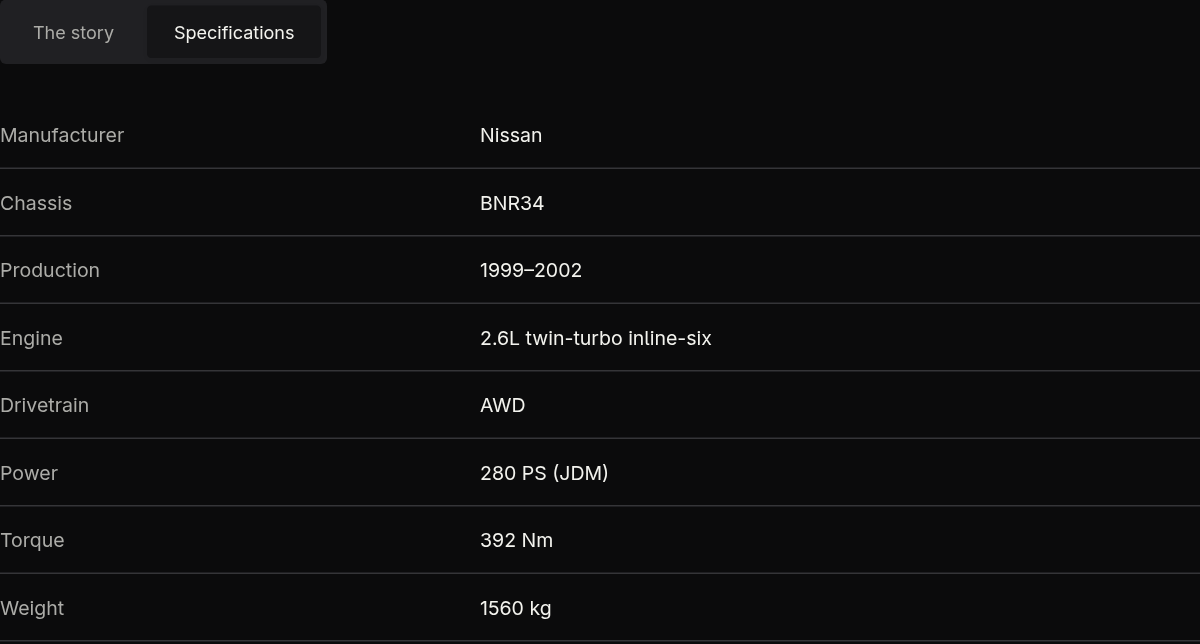 The story Specifications
Manufacturer Nissan
Chassis BNR34
Production 1999–2002
Engine 2.6L twin-turbo inline-six
Drivetrain AWD
Power 280 PS (JDM)
Torque 392 Nm
Weight 1560 kg